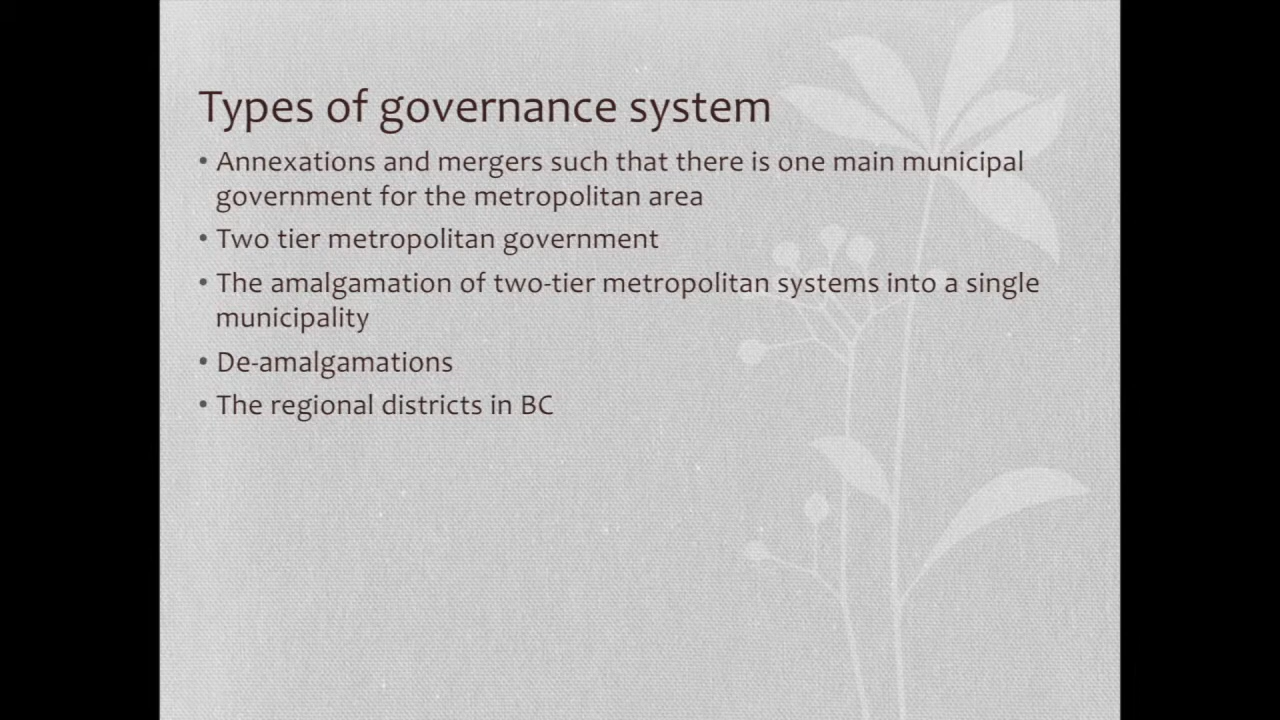 Types of governance system
• Annexations and mergers such that there is one main municipal
government for the metropolitan area
• Two tier metropolitan government
• The amalgamation of two-tier metropolitan systems into a single
municipality
• De-amalgamations
• The regional districts in BC